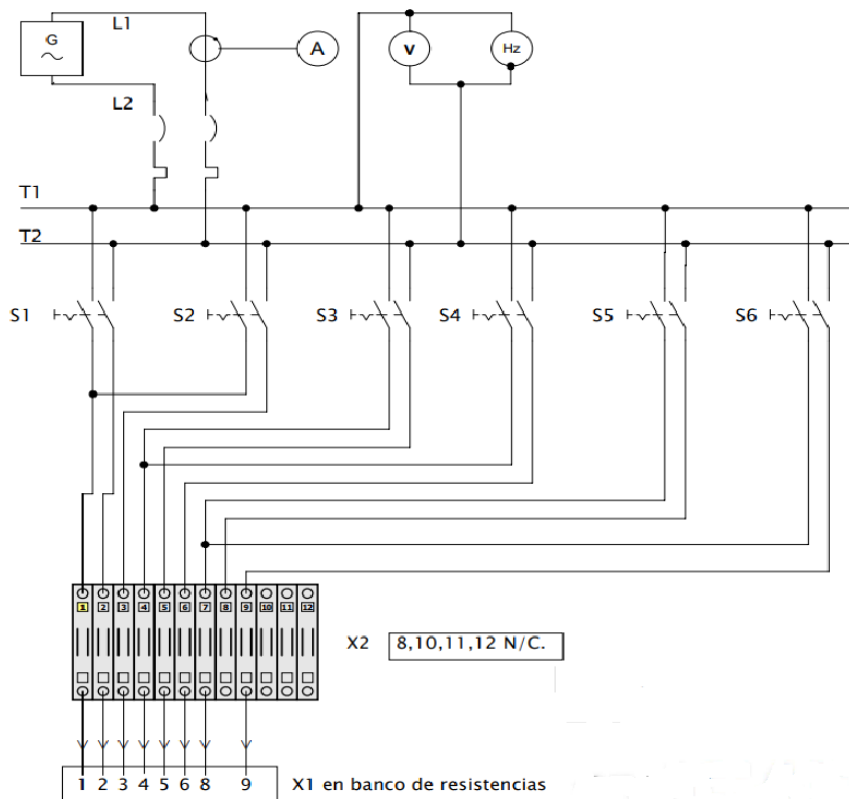 L1
G
A
V
Hz
L2
T1
T2
S1 S2 S3 S4 S5 S6
1 2 3 4 5 6 7 8 9 10 11 12
X2 8,10,11,12 N/C.
1 2 3 4 5 6 8 9 X1 en banco de resistencias